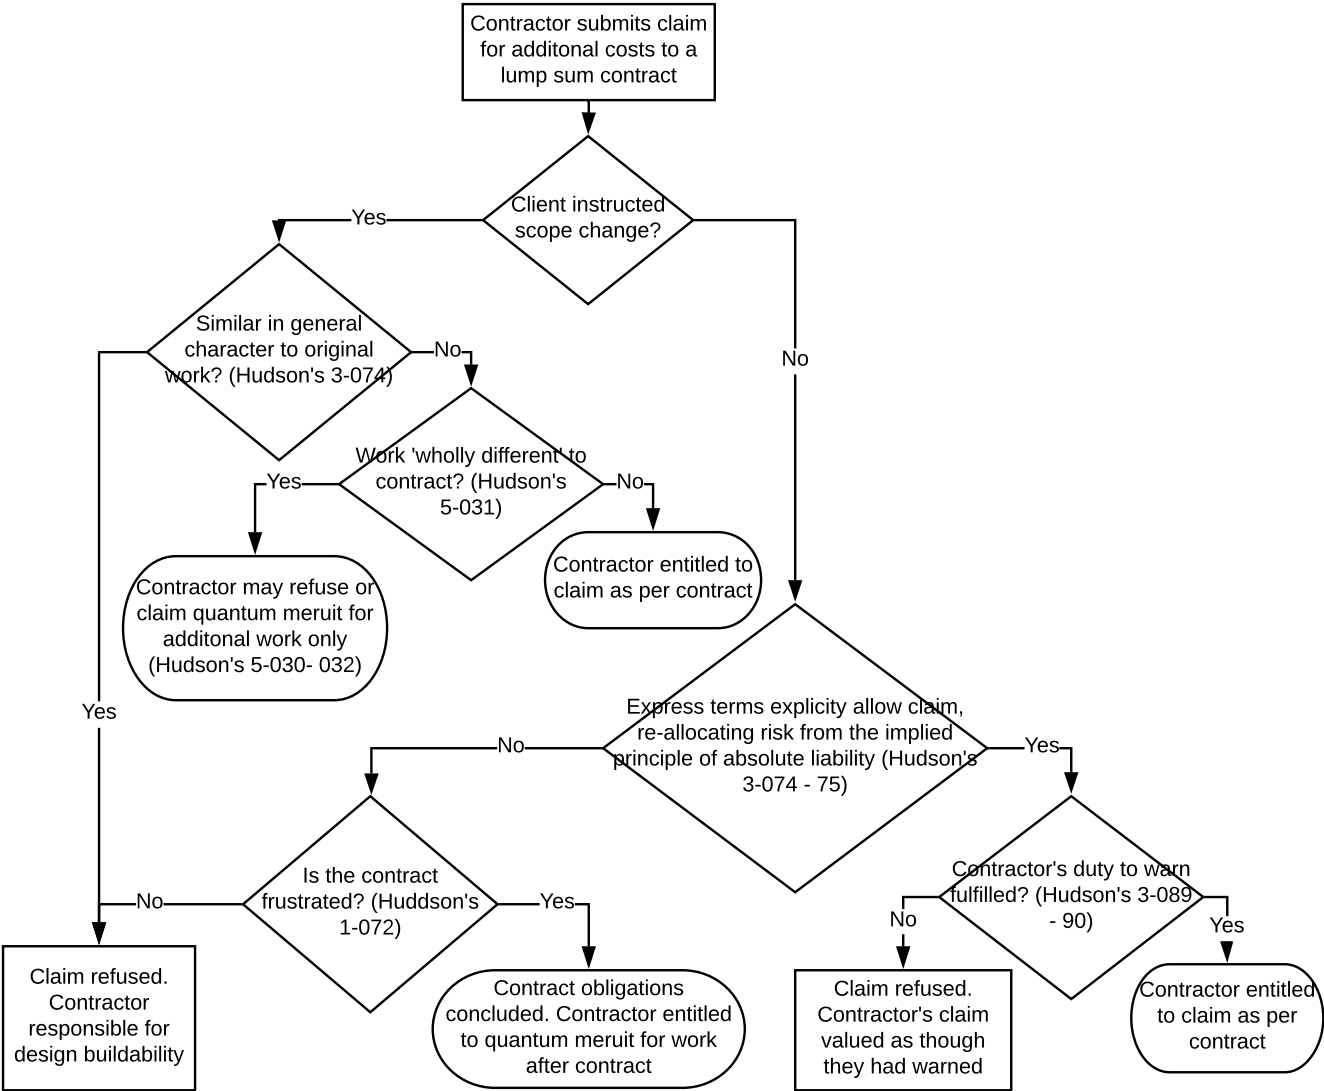 Contractor submits claim
for additonal costs to a
lump sum contract
Client instructed
scope change?
Yes
No
Similar in general
character to original
work? (Hudson's 3-074)
No
Yes
Work 'wholly different' to
contract? (Hudson's
5-031)
Yes
No
Contractor may refuse or
claim quantum meruit for
additonal work only
(Hudson's 5-030- 032)
Contractor entitled to
claim as per contract
Express terms explicity allow claim,
re-allocating risk from the implied
principle of absolute liability (Hudson's
3-074 - 75)
No
Yes
Is the contract
frustrated? (Huddson's
1-072)
No
Yes
Contractor's duty to warn
fulfilled? (Hudson's 3-089
- 90)
No
Yes
Claim refused.
Contractor
responsible for
design buildability
Contract obligations
concluded. Contractor entitled
to quantum meruit for work
after contract
Claim refused.
Contractor's claim
valued as though
they had warned
Contractor entitled
to claim as per
contract